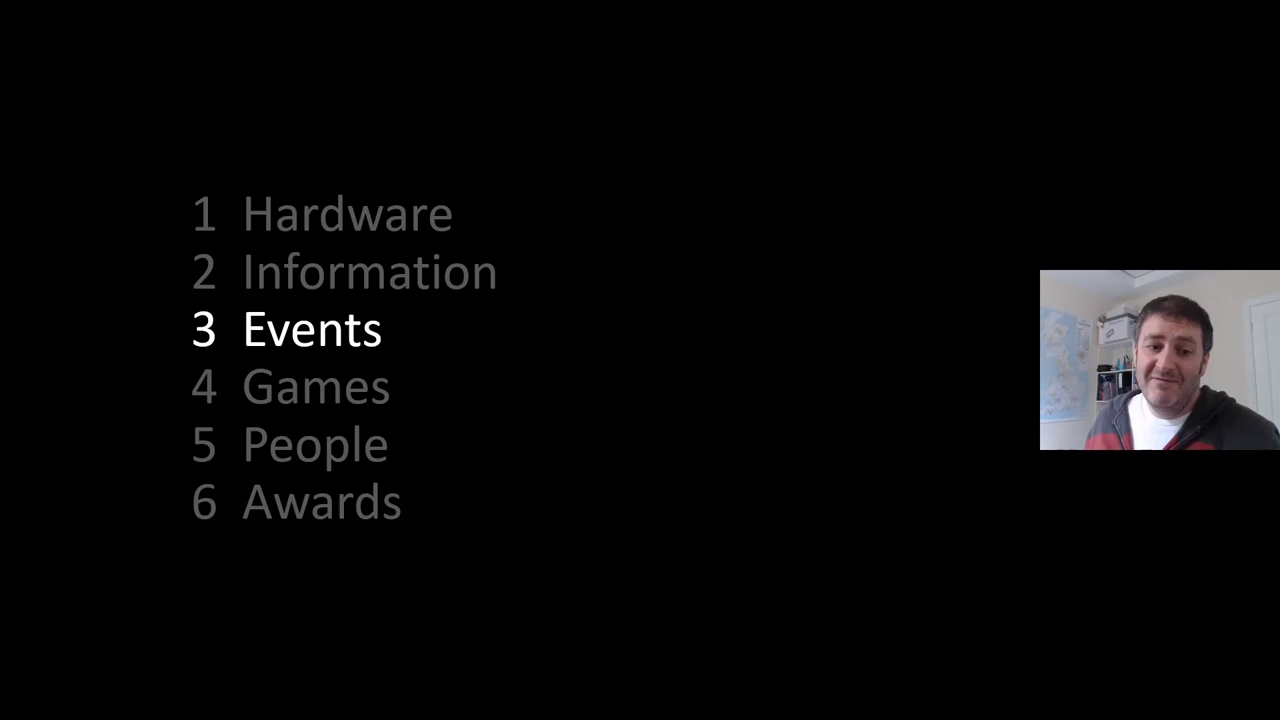 1 Hardware
2 Information
3 Events
4 Games
5 People
6 Awards